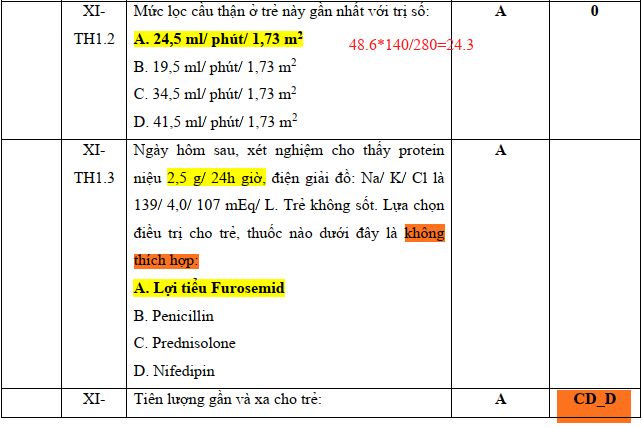 XI-
TH1.2
Mức lọc cầu thận ở trẻ này gần nhất với trị số:
A. 24,5 ml/ phút/ 1,73 m²
B. 19,5 ml/ phút/ 1,73 m²
C. 34,5 ml/ phút/ 1,73 m²
D. 41,5 ml/ phút/ 1,73 m²
48.6*140/280=24.3
A
0
XI-
TH1.3
Ngày hôm sau, xét nghiệm cho thấy protein
niệu 2,5 g/ 24h giờ, điện giải đồ: Na/ K/ Cl là
139/ 4,0/ 107 mEq/ L. Trẻ không sốt. Lựa chọn
điều trị cho trẻ, thuốc nào dưới đây là không
thích hợp:
A. Lợi tiểu Furosemid
B. Penicillin
C. Prednisolone
D. Nifedipin
A
XI-
Tiên lượng gần và xa cho trẻ:
A
CD_D